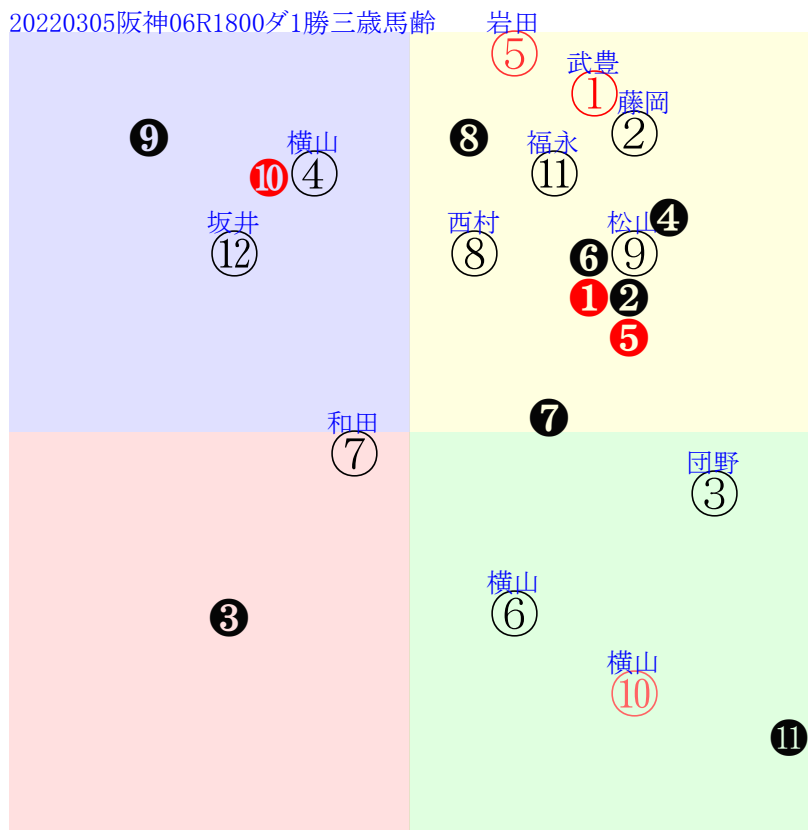 20220305阪神06R1800ダ1勝三歳馬齢
岩田
⑤
武豊
①
藤岡
②
❾
横山
④
❿
❽
福永
⑪
坂井
⑫
西村
⑧
松山
⑨
❹
❻
❶
❷
❺
❼
和田
⑦
団野
③
横山
⑥
❸
横山
⑩
⓫